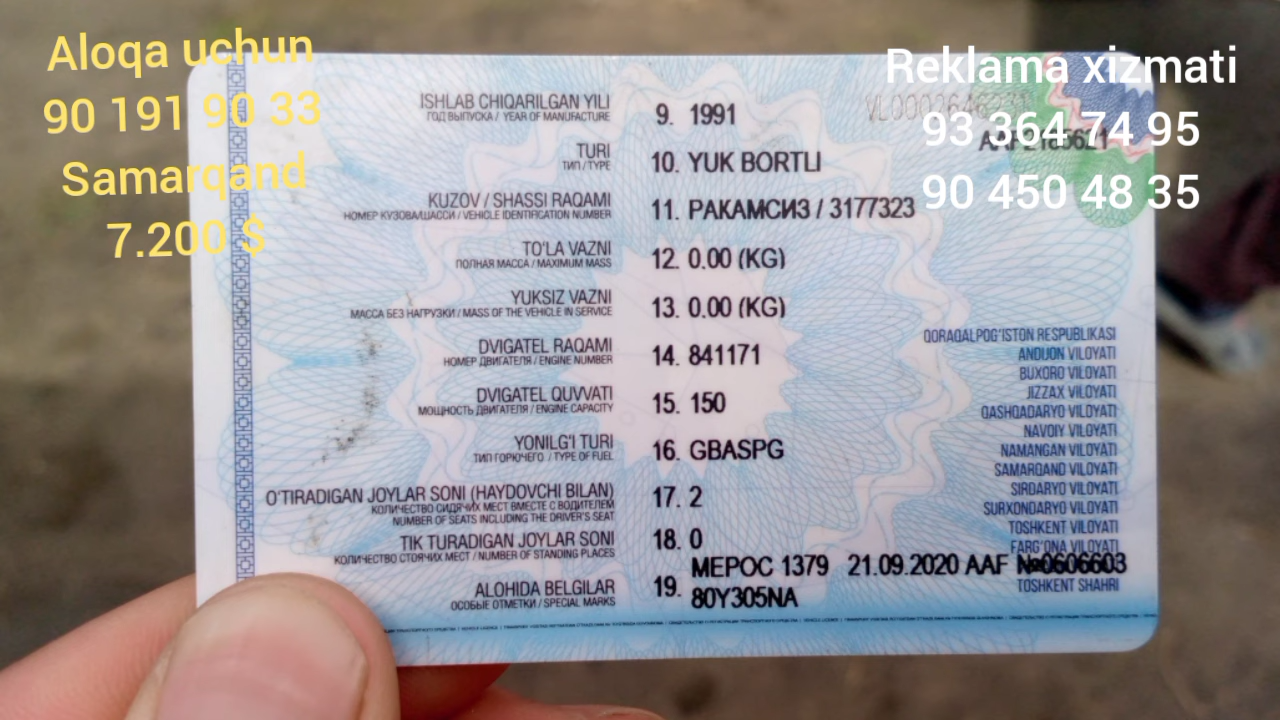 Aloqa uchun
90 191 90 33
Samarqand
7.200 $
Reklama xizmati
93 364 74 95
90 450 48 35
ISHLAB CHIQARILGAN YILI
ГОД ВЫПУСКА / YEAR OF MANUFACTURE
9. 1991
TURI
ТИП / TYPE
10. YUK BORTLI
KUZOV / SHASSI RAQAMI
НОМЕР КУЗОВА/ШАССИ / VEHICLE IDENTIFICATION NUMBER
11. РАКАМСИЗ / 3177323
TO'LA VAZNI
ПОЛНАЯ МАССА / MAXIMUM MASS
12. 0.00 (KG)
YUKSIZ VAZNI
МАССА БЕЗ НАГРУЗКИ / MASS OF THE VEHICLE IN SERVICE
13. 0.00 (KG)
DVIGATEL RAQAMI
НОМЕР ДВИГАТЕЛЯ / ENGINE NUMBER
14. 841171
DVIGATEL QUVVATI
МОЩНОСТЬ ДВИГАТЕЛЯ / ENGINE CAPACITY
15. 150
YONILG'I TURI
ТИП ГОРЮЧЕГО / TYPE OF FUEL
16. GBASPG
O'TIRADIGAN JOYLAR SONI (HAYDOVCHI BILAN)
КОЛИЧЕСТВО СИДЯЧИХ МЕСТ ВМЕСТЕ С ВОДИТЕЛЕМ
NUMBER OF SEATS INCLUDING THE DRIVER'S SEAT
17. 2
TIK TURADIGAN JOYLAR SONI
КОЛИЧЕСТВО СТОЯЧИХ МЕСТ / NUMBER OF STANDING PLACES
18. 0
ALOHIDA BELGILAR
ОСОБЫЕ ОТМЕТКИ / SPECIAL MARKS
19. МЕРОС 1379 21.09.2020 AAF №0606603
80Y305NA
QORAQALPOG'ISTON RESPUBLIKASI
ANDIJON VILOYATI
BUXORO VILOYATI
JIZZAX VILOYATI
QASHQADARYO VILOYATI
NAVOIY VILOYATI
NAMANGAN VILOYATI
SAMARQAND VILOYATI
SIRDARYO VILOYATI
SURXONDARYO VILOYATI
TOSHKENT VILOYATI
FARG'ONA VILOYATI
TOSHKENT SHAHRI